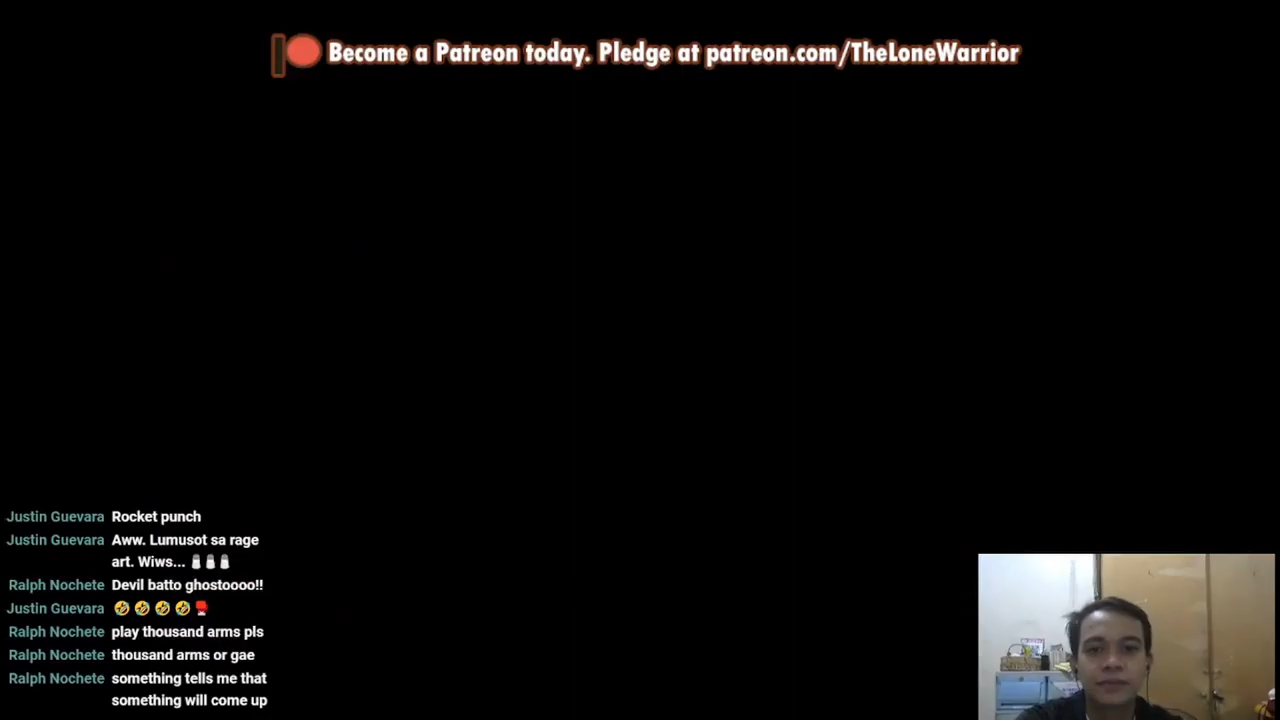 Become a Patreon today. Pledge at patreon.com/TheLoneWarrior
Justin Guevara Rocket punch
Justin Guevara Aww. Lumusot sa rage
art. Wiws... 🧂🧂🧂
Ralph Nochete Devil batto ghostoooo!!
Justin Guevara 🤣🤣🤣🤣
Ralph Nochete play thousand arms pls
Ralph Nochete thousand arms or gae
Ralph Nochete something tells me that
something will come up